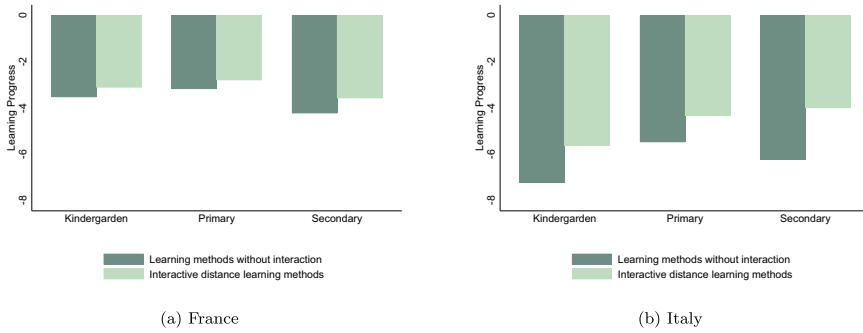 Learning Progress
0
-2
-4
-6
-8
Kindergarden Primary Secondary
Learning methods without interaction
Interactive distance learning methods
(a) France
Learning Progress
0
-2
-4
-6
-8
Kindergarden Primary Secondary
Learning methods without interaction
Interactive distance learning methods
(b) Italy